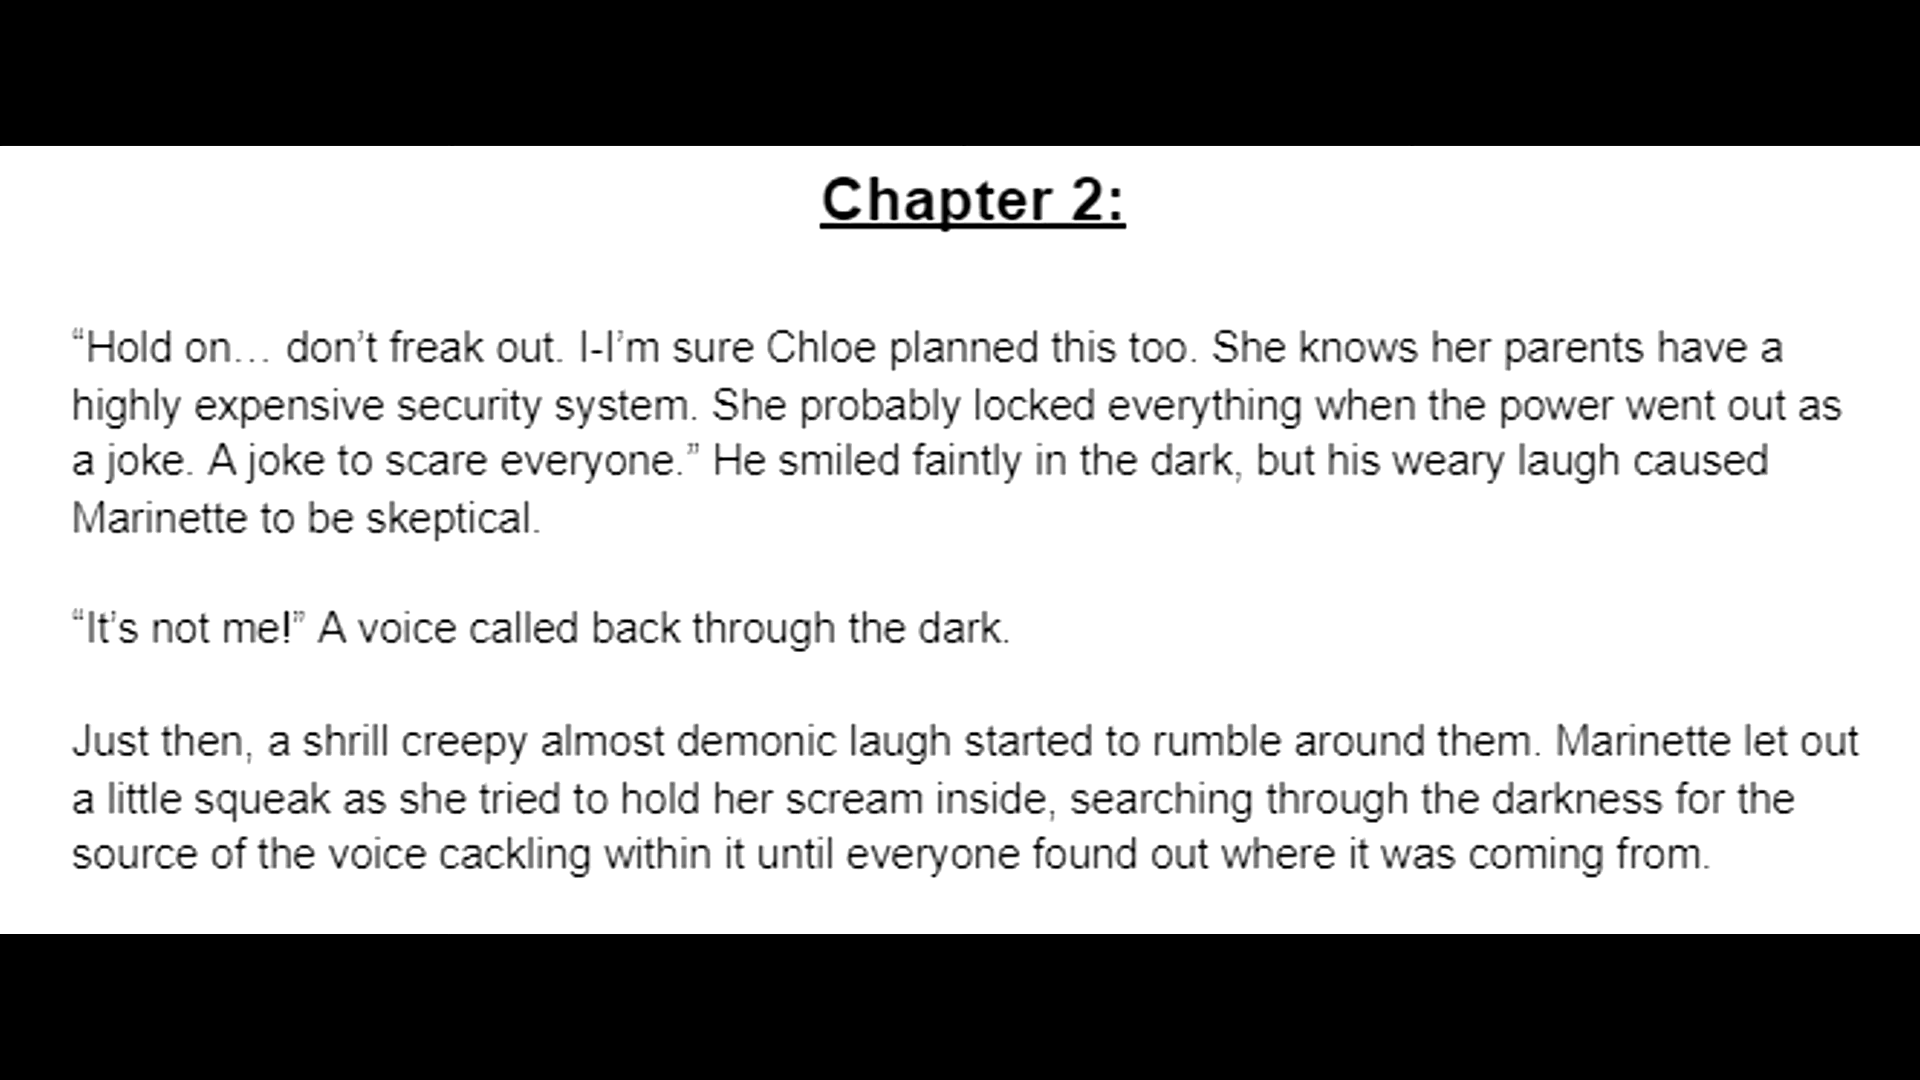 Chapter 2:
“Hold on… don’t freak out. I-I’m sure Chloe planned this too. She knows her parents have a
highly expensive security system. She probably locked everything when the power went out as
a joke. A joke to scare everyone.” He smiled faintly in the dark, but his weary laugh caused
Marinette to be skeptical.
“It’s not me!” A voice called back through the dark.
Just then, a shrill creepy almost demonic laugh started to rumble around them. Marinette let out
a little squeak as she tried to hold her scream inside, searching through the darkness for the
source of the voice cackling within it until everyone found out where it was coming from.